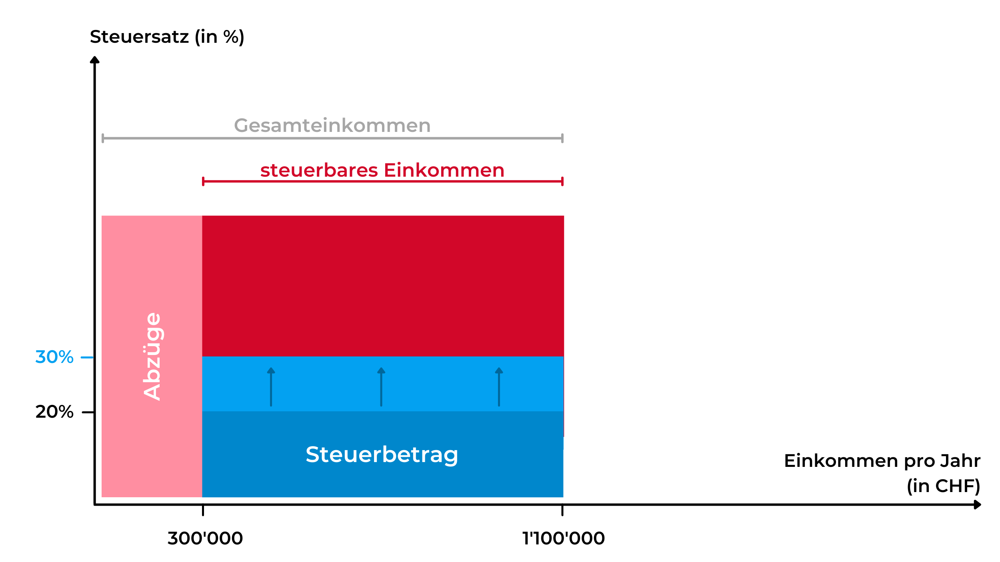 Steuersatz (in %)
Gesamteinkommen
steuerbares Einkommen
Abzüge
30%
20%
Steuerbetrag
Einkommen pro Jahr
(in CHF)
300'000
1'100'000